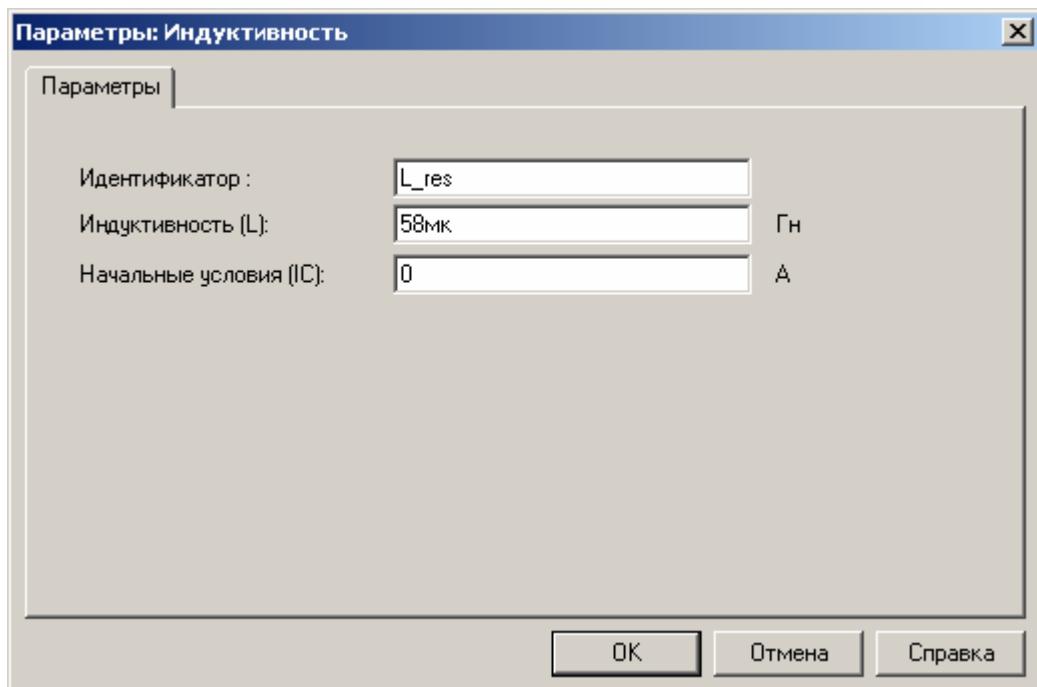 Параметры: Индуктивность
Параметры
Идентификатор : L_res
Индуктивность (L): 58мк Гн
Начальные условия (IC): 0 А
OK Отмена Справка